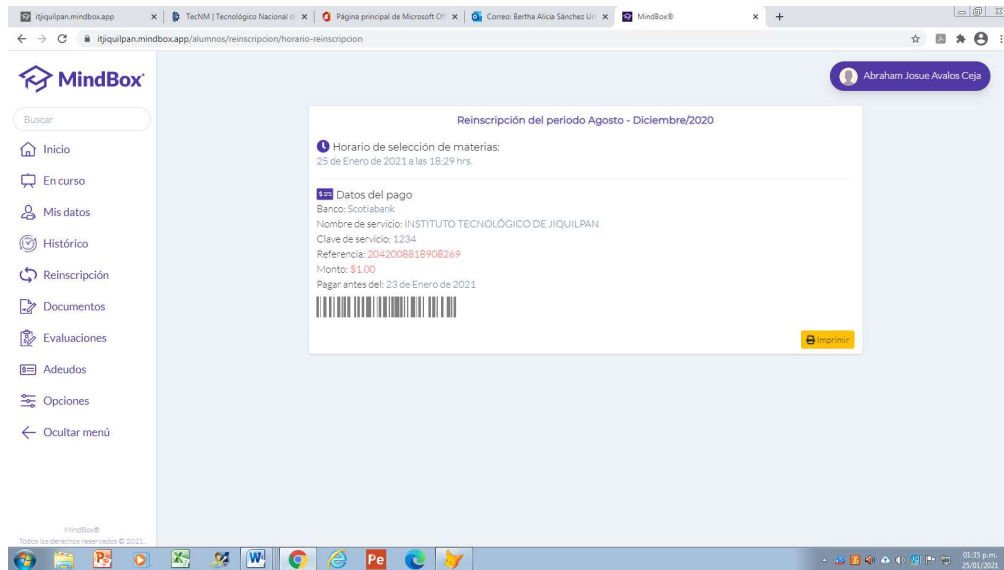 itjiquilpan.mindbox.app
TecNM | Tecnológico Nacional d
Página principal de Microsoft Off
Correo: Bertha Alicia Sánchez Uri
MindBox®
itjiquilpan.mindbox.app/alumnos/reinscripcion/horario-reinscripcion
MindBox
Abraham Josue Avalos Ceja
Buscar
Inicio
En curso
Mis datos
Histórico
Reinscripción
Documentos
Evaluaciones
Adeudos
Opciones
Ocultar menú
Reinscripción del periodo Agosto - Diciembre/2020
Horario de selección de materias:
25 de Enero de 2021 a las 18:29 hrs.
Datos del pago
Banco: Scotiabank
Nombre de servicio: INSTITUTO TECNOLÓGICO DE JIQUILPAN
Clave de servicio: 1234
Referencia: 2042008818908269
Monto: $1.00
Pagar antes del: 23 de Enero de 2021
Imprimir
MindBox®
Todos los derechos reservados © 2021.
01:35 p.m.
25/01/2021